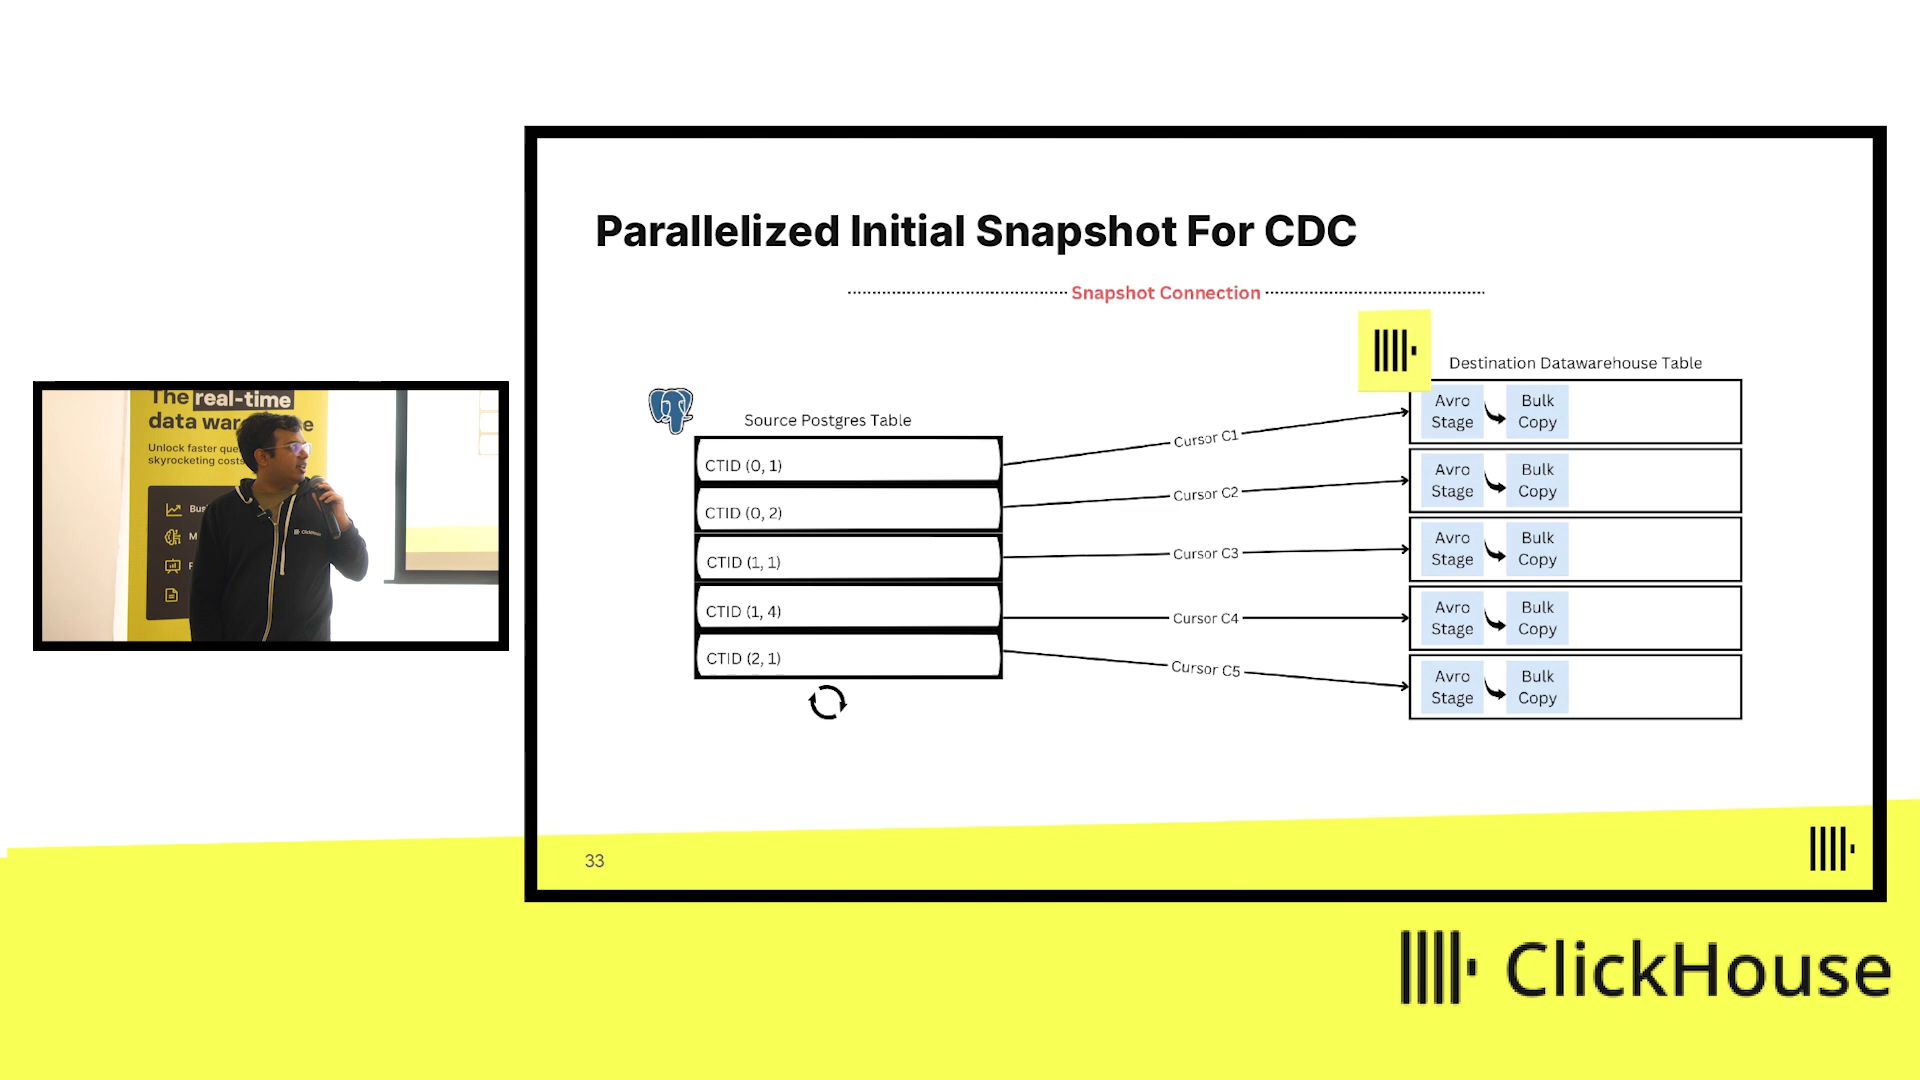 The real-time
data
Unlock faster
skyrocketing costs
ClickHouse
Parallelized Initial Snapshot For CDC
Snapshot Connection
Source Postgres Table
CTID (0, 1)
CTID (0, 2)
CTID (1, 1)
CTID (1, 4)
CTID (2, 1)
Cursor C1
Cursor C2
Cursor C3
Cursor C4
Cursor C5
Destination Datawarehouse Table
Avro
Stage
Bulk
Copy
Avro
Stage
Bulk
Copy
Avro
Stage
Bulk
Copy
Avro
Stage
Bulk
Copy
Avro
Stage
Bulk
Copy
33
ClickHouse